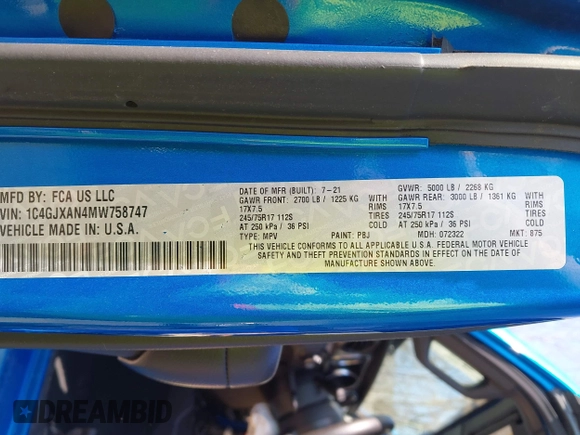 MFD BY: FCA US LLC
VIN: 1C4GJXAN4MW758747
VEHICLE MADE IN: U.S.A.
DATE OF MFR (BUILT): 7-21
GAWR FRONT: 2700 LB / 1225 KG WITH
17X7.5 RIMS
245/75R17 112S
AT 250 kPa / 36 PSI COLD
TYPE: MPV PAINT: PBJ
GVWR: 5000 LB / 2268 KG
GAWR REAR: 3000 LB / 1361 KG WITH
17X7.5 RIMS
245/75R17 112S
AT 250 kPa / 36 PSI COLD
MDH: 072322 MKT: 875
THIS VEHICLE CONFORMS TO ALL APPLICABLE U.S.A. FEDERAL MOTOR VEHICLE
SAFETY AND THEFT PREVENTION STANDARDS IN EFFECT ON THE DATE OF
MANUFACTURE SHOWN ABOVE.
DREAMBID